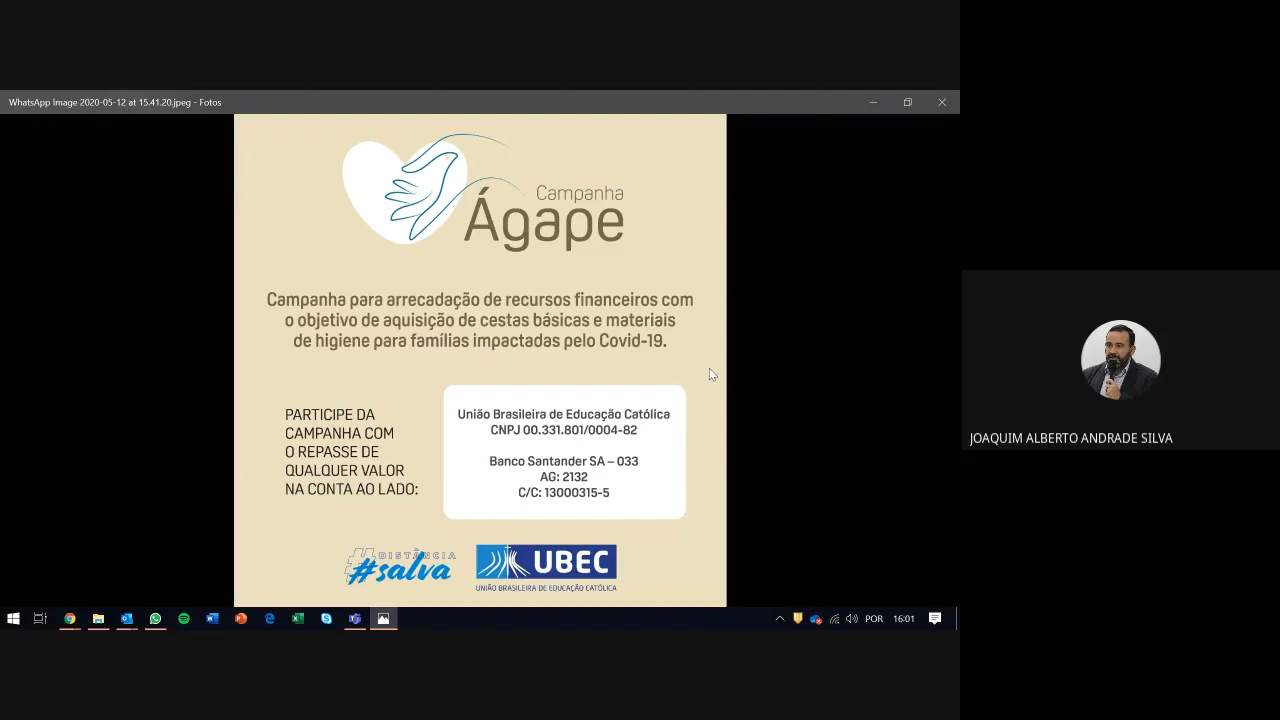 WhatsApp Image 2020-05-12 at 15.41.20.jpeg - Fotos
Campanha
Ágape
Campanha para arrecadação de recursos financeiros com
o objetivo de aquisição de cestas básicas e materiais
de higiene para famílias impactadas pelo Covid-19.
PARTICIPE DA
CAMPANHA COM
O REPASSE DE
QUALQUER VALOR
NA CONTA AO LADO:
União Brasileira de Educação Católica
CNPJ 00.331.801/0004-82
Banco Santander SA – 033
AG: 2132
C/C: 13000315-5
DISTÂNCIA
#salva
UBEC
UNIÃO BRASILEIRA DE EDUCAÇÃO CATÓLICA
JOAQUIM ALBERTO ANDRADE SILVA
POR
16:01